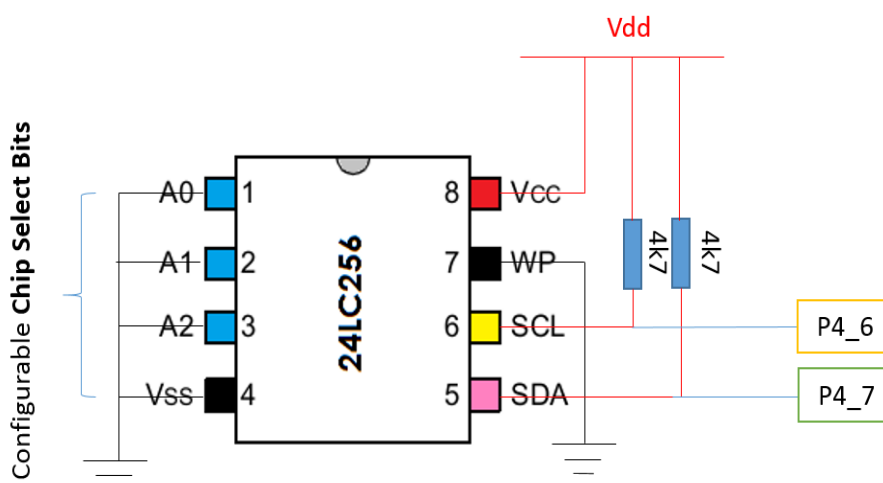 Vdd
Configurable Chip Select Bits
A0 1
A1 2
A2 3
Vss 4
24LC256
8 Vcc
7 WP
6 SCL
5 SDA
4k7
4k7
P4_6
P4_7